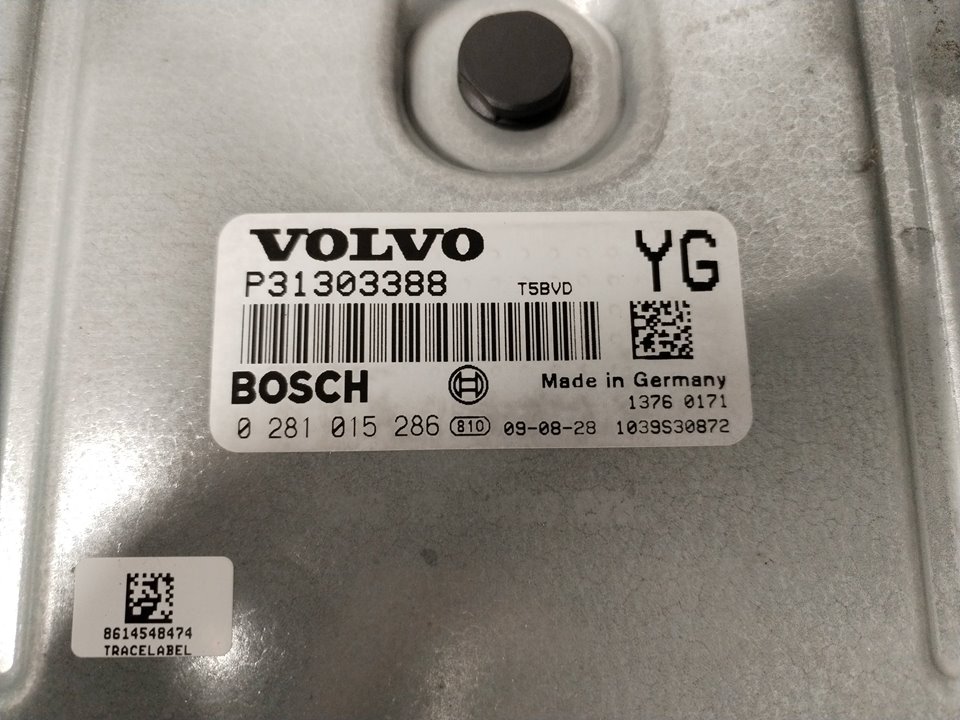 VOLVO
YG
P31303388
T5BVD
BOSCH
Made in Germany
1376 0171
0 281 015 286 810 09-08-28 1039S30872
8614548474
TRACELABEL